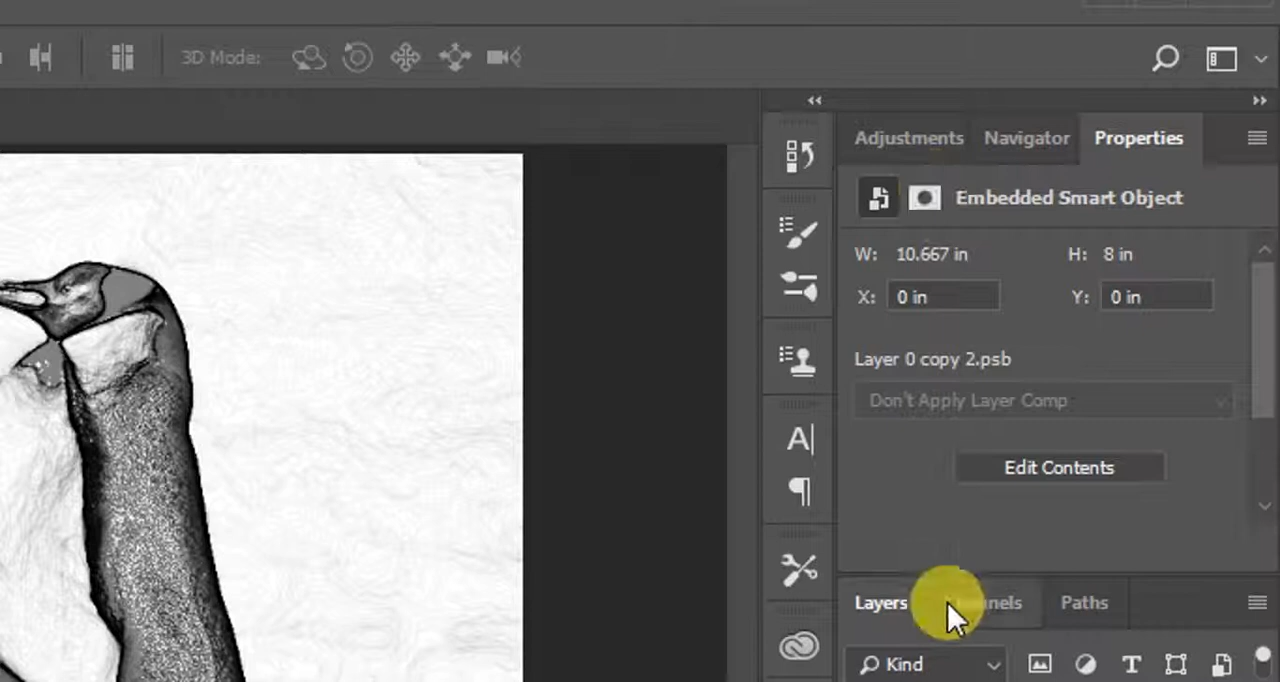 3D Mode:
Adjustments Navigator Properties
Embedded Smart Object
W: 10.667 in H: 8 in
X: 0 in Y: 0 in
Layer 0 copy 2.psb
Don't Apply Layer Comp
Edit Contents
Layers Paths
Kind